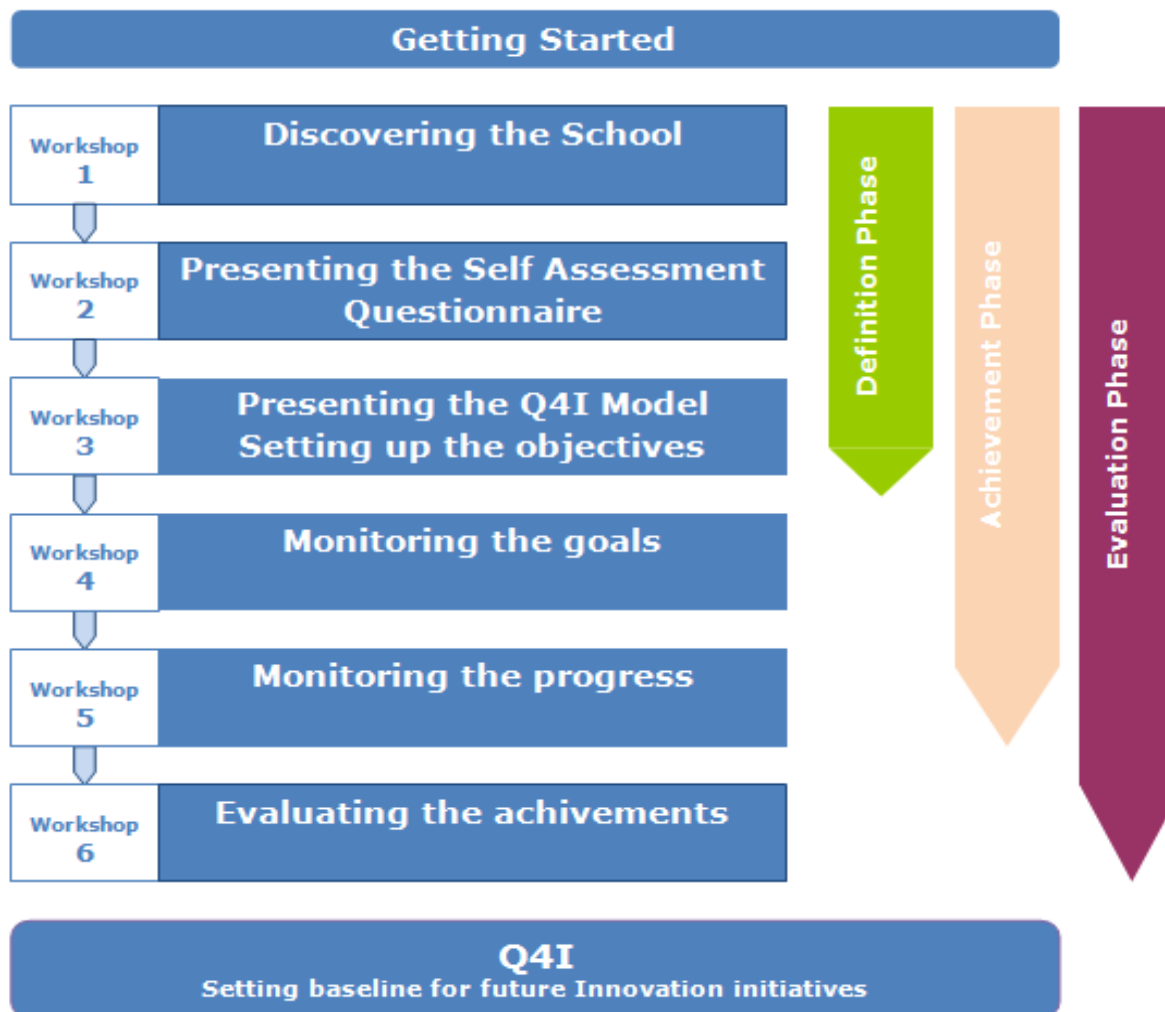 Getting Started
Workshop
1
Discovering the School
Workshop
2
Presenting the Self Assessment
Questionnaire
Workshop
3
Presenting the Q4I Model
Setting up the objectives
Workshop
4
Monitoring the goals
Workshop
5
Monitoring the progress
Workshop
6
Evaluating the achivements
Definition Phase
Achievement Phase
Evaluation Phase
Q4I
Setting baseline for future Innovation initiatives